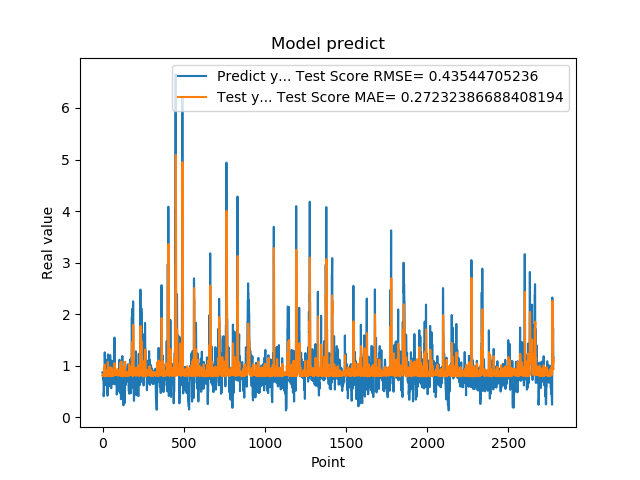 Model predict
Predict y... Test Score RMSE= 0.43544705236
Test y... Test Score MAE= 0.27232386688408194
Real value
6
5
4
3
2
1
0
0 500 1000 1500 2000 2500
Point